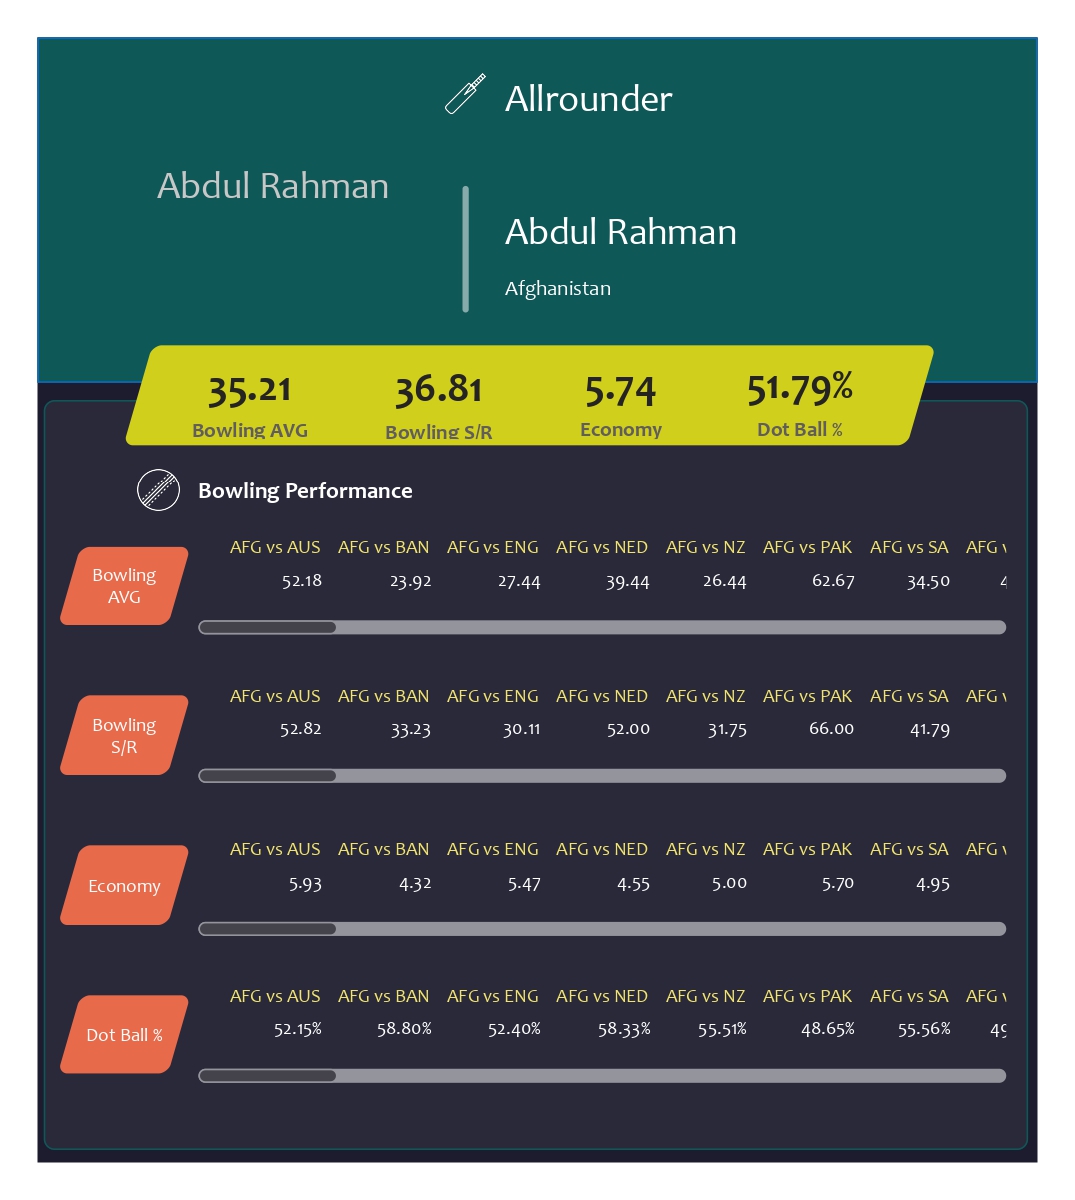 Allrounder
Abdul Rahman
Abdul Rahman
Afghanistan
35.21 36.81 5.74 51.79%
Bowling AVG Bowling S/R Economy Dot Ball %
Bowling Performance
AFG vs AUS AFG vs BAN AFG vs ENG AFG vs NED AFG vs NZ AFG vs PAK AFG vs SA AFG
Bowling AVG
52.18 23.92 27.44 39.44 26.44 62.67 34.50
AFG vs AUS AFG vs BAN AFG vs ENG AFG vs NED AFG vs NZ AFG vs PAK AFG vs SA AFG
Bowling S/R
52.82 33.23 30.11 52.00 31.75 66.00 41.79
AFG vs AUS AFG vs BAN AFG vs ENG AFG vs NED AFG vs NZ AFG vs PAK AFG vs SA AFG
Economy
5.93 4.32 5.47 4.55 5.00 5.70 4.95
AFG vs AUS AFG vs BAN AFG vs ENG AFG vs NED AFG vs NZ AFG vs PAK AFG vs SA AFG
Dot Ball %
52.15% 58.80% 52.40% 58.33% 55.51% 48.65% 55.56%